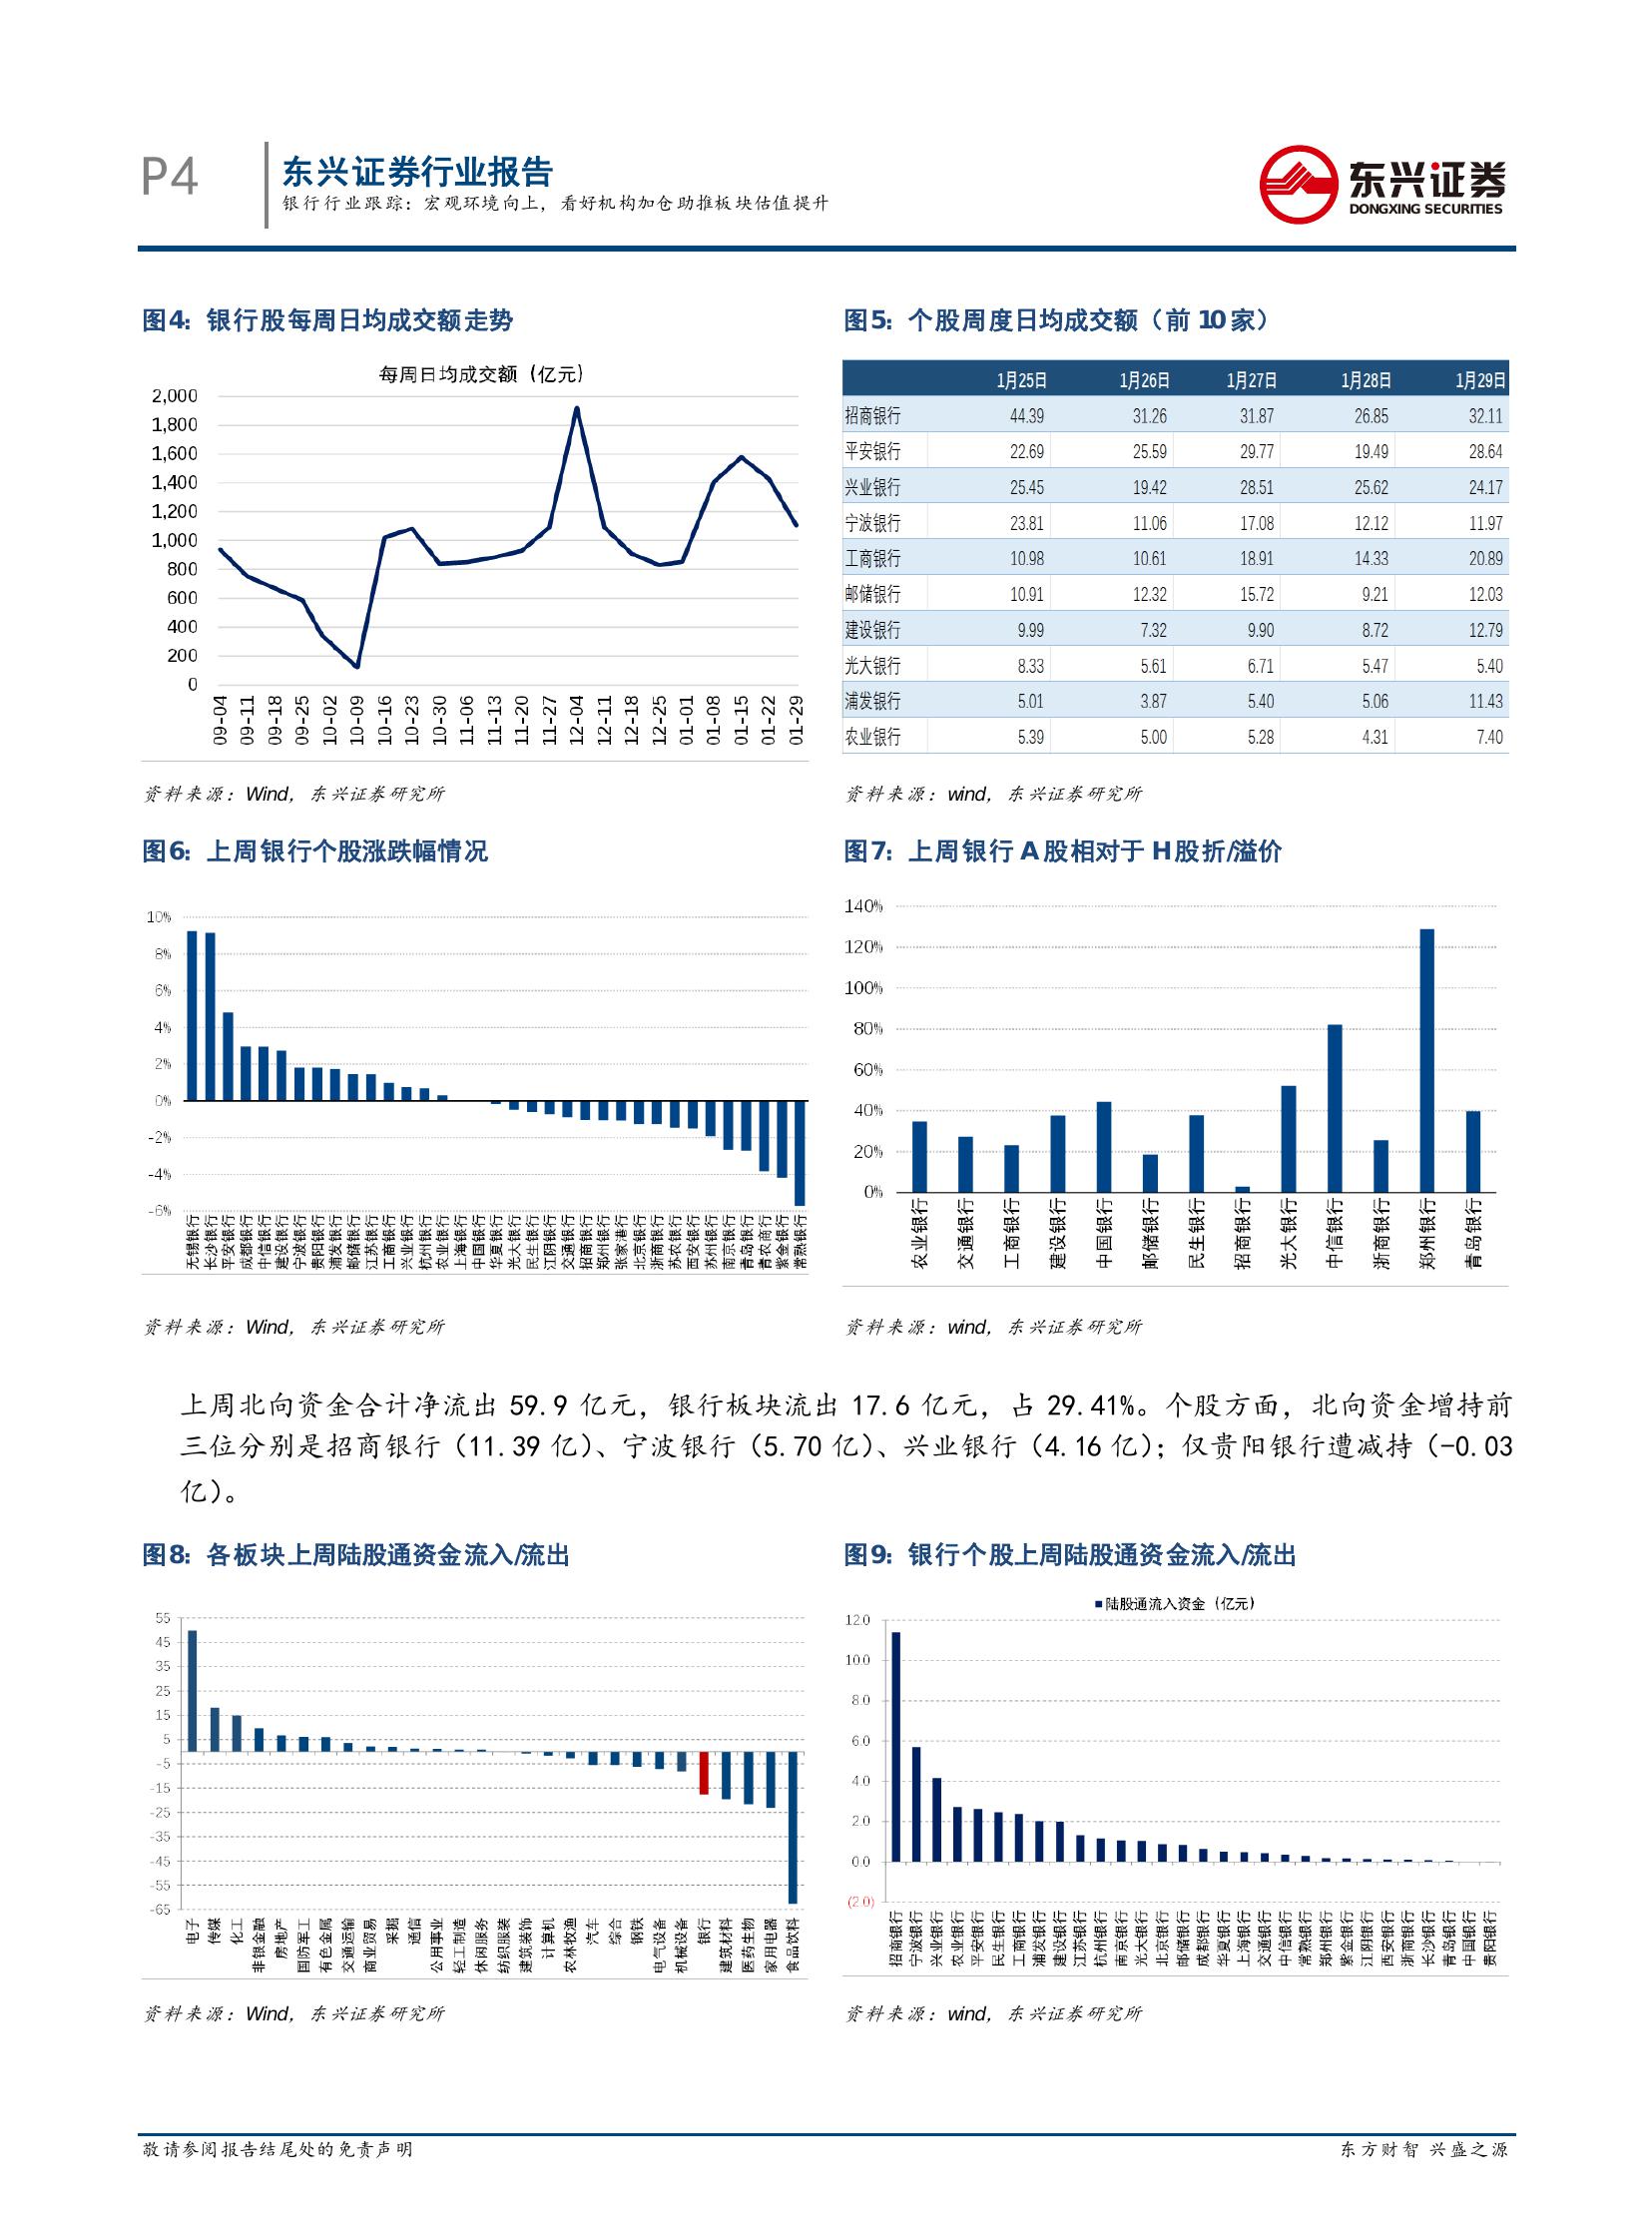 P4
东兴证券行业报告
银行行业跟踪：宏观环境向上，看好机构加仓助推板块估值提升
东兴证券
DONGXING SECURITIES
图4：银行股每周日均成交额走势
每周日均成交额（亿元）
2,000
1,800
1,600
1,400
1,200
1,000
800
600
400
200
0
09-04 09-11 09-18 09-25 10-02 10-09 10-16 10-23 10-30 11-06 11-13 11-20 11-27 12-04 12-11 12-18 12-25 01-01 01-08 01-15 01-22 01-29
资料来源：Wind，东兴证券研究所
图5：个股周度日均成交额（前 10 家）
1月25日 1月26日 1月27日 1月28日 1月29日
招商银行 44.39 31.26 31.87 26.85 32.11
平安银行 22.69 25.59 29.77 19.49 28.64
兴业银行 25.45 19.42 28.51 25.62 24.17
宁波银行 23.81 11.06 17.08 12.12 11.97
工商银行 10.98 10.61 18.91 14.33 20.89
邮储银行 10.91 12.32 15.72 9.21 12.03
建设银行 9.99 7.32 9.90 8.72 12.79
光大银行 8.33 5.61 6.71 5.47 5.40
浦发银行 5.01 3.87 5.40 5.06 11.43
农业银行 5.39 5.00 5.28 4.31 7.40
资料来源：wind，东兴证券研究所
图6：上周银行个股涨跌幅情况
10%
8%
6%
4%
2%
0%
-2%
-4%
-6%
无锡银行 长沙银行 平安银行 成都银行 中信银行 建设银行 宁波银行 贵阳银行 浦发银行 邮储银行 江苏银行 工商银行 兴业银行 杭州银行 农业银行 上海银行 中国银行 华夏银行 光大银行 民生银行 江阴银行 交通银行 招商银行 郑州银行 张家港行 北京银行 浙商银行 苏农银行 西安银行 苏州银行 南京银行 青岛银行 青农商行 紫金银行 常熟银行
资料来源：Wind，东兴证券研究所
图7：上周银行 A 股相对于 H 股折/溢价
140%
120%
100%
80%
60%
40%
20%
0%
农业银行 交通银行 工商银行 建设银行 中国银行 邮储银行 民生银行 招商银行 光大银行 中信银行 浙商银行 郑州银行 青岛银行
资料来源：wind，东兴证券研究所
上周北向资金合计净流出 59.9 亿元，银行板块流出 17.6 亿元，占 29.41%。个股方面，北向资金增持前
三位分别是招商银行（11.39 亿）、宁波银行（5.70 亿）、兴业银行（4.16 亿）；仅贵阳银行遭减持（-0.03
亿）。
图8：各板块上周陆股通资金流入/流出
55
45
35
25
15
5
-5
-15
-25
-35
-45
-55
-65
电子 传媒 化工 非银金融 房地产 国防军工 有色金属 交通运输 商业贸易 采掘 通信 公用事业 轻工制造 休闲服务 纺织服装 建筑装饰 计算机 农林牧渔 汽车 综合 钢铁 电气设备 机械设备 银行 建筑材料 医药生物 家用电器 食品饮料
资料来源：Wind，东兴证券研究所
图9：银行个股上周陆股通资金流入/流出
陆股通流入资金（亿元）
12.0
10.0
8.0
6.0
4.0
2.0
0.0
(2.0)
招商银行 宁波银行 兴业银行 农业银行 平安银行 民生银行 工商银行 浦发银行 建设银行 江苏银行 杭州银行 南京银行 光大银行 北京银行 邮储银行 成都银行 华夏银行 上海银行 交通银行 中信银行 常熟银行 郑州银行 紫金银行 江阴银行 西安银行 浙商银行 长沙银行 青岛银行 中国银行 贵阳银行
资料来源：wind，东兴证券研究所
敬请参阅报告结尾处的免责声明
东方财智 兴盛之源